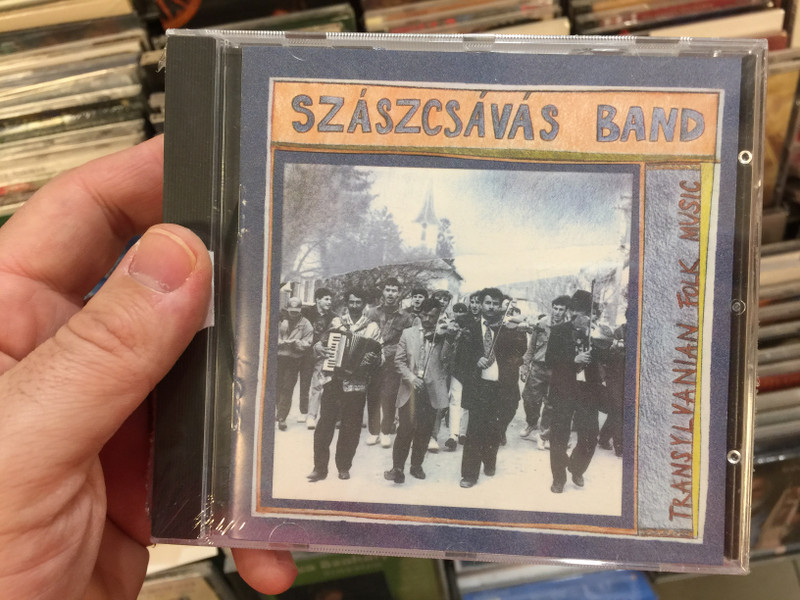 SZÁSZCSÁVÁS BAND
TRANSYLVANIAN FOLK MUSIC